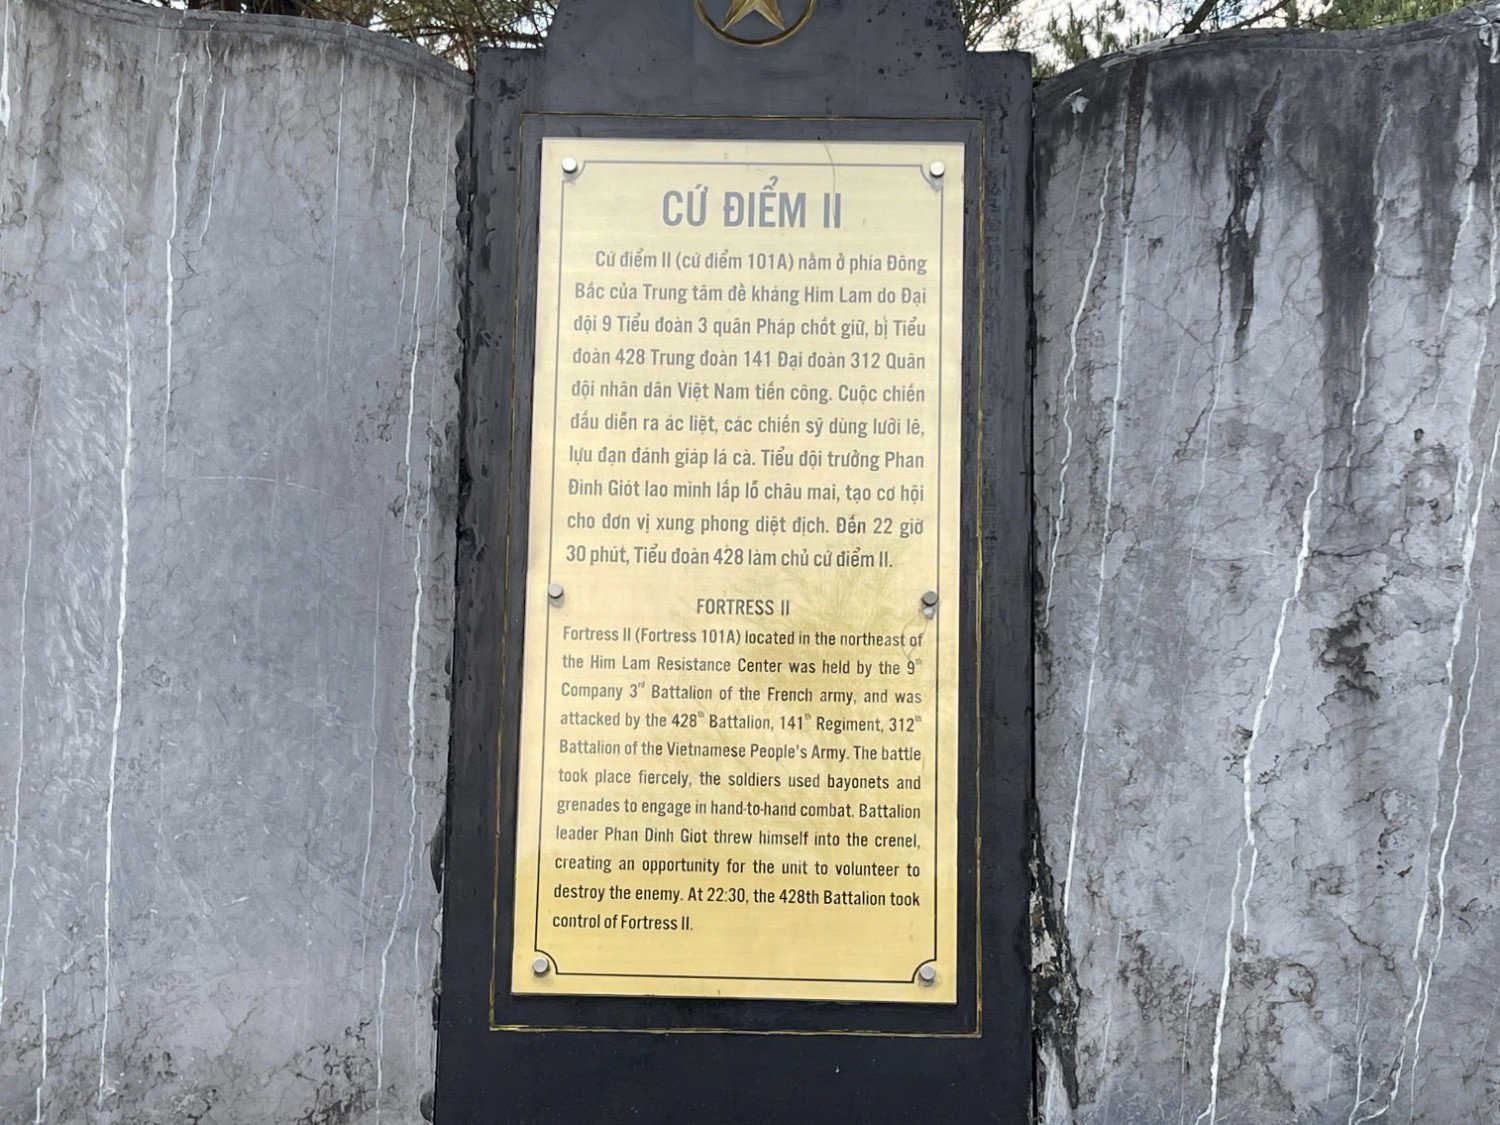 CỨ ĐIỂM II
Cứ điểm II (cứ điểm 101A) nằm ở phía Đông
Bắc của Trung tâm đề kháng Him Lam do Đại
đội 9 Tiểu đoàn 3 quân Pháp chốt giữ, bị Tiểu
đoàn 428 Trung đoàn 141 Đại đoàn 312 Quân
đội nhân dân Việt Nam tiến công. Cuộc chiến
đấu diễn ra ác liệt, các chiến sỹ dùng lưỡi lê,
lựu đạn đánh giáp lá cà. Tiểu đội trưởng Phan
Đình Giót lao mình lấp lỗ châu mai, tạo cơ hội
cho đơn vị xung phong diệt địch. Đến 22 giờ
30 phút, Tiểu đoàn 428 làm chủ cứ điểm II.
FORTRESS II
Fortress II (Fortress 101A) located in the northeast of
the Him Lam Resistance Center was held by the 9th
Company 3rd Battalion of the French army, and was
attacked by the 428th Battalion, 141th Regiment, 312th
Battalion of the Vietnamese People's Army. The battle
took place fiercely, the soldiers used bayonets and
grenades to engage in hand-to-hand combat. Battalion
leader Phan Dinh Giot threw himself into the crenel,
creating an opportunity for the unit to volunteer to
destroy the enemy. At 22:30, the 428th Battalion took
control of Fortress II.